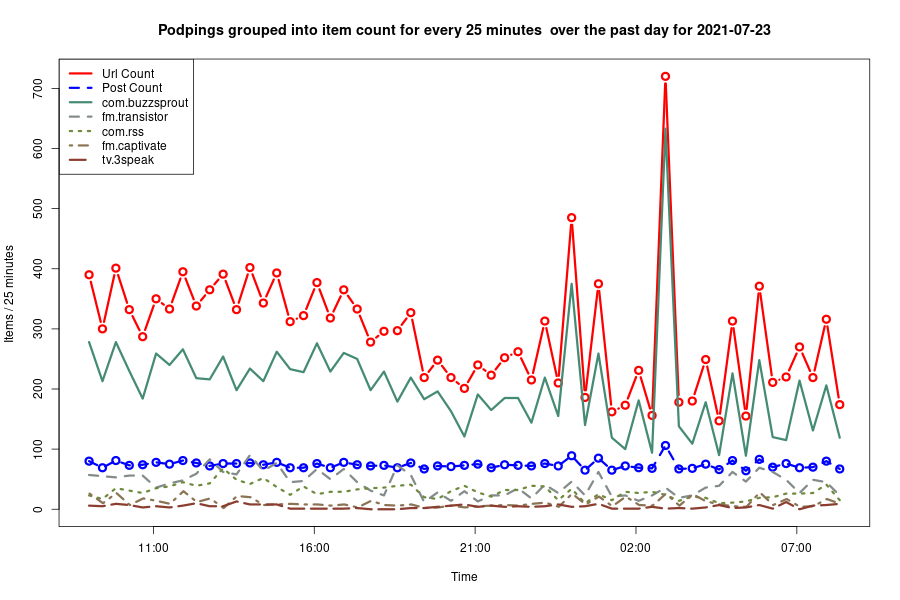 Podpings grouped into item count for every 25 minutes  over the past day for 2021-07-23
Url Count
Post Count
com.buzzsprout
fm.transistor
com.rss
fm.captivate
tv.3speak
Items / 25 minutes
700
600
500
400
300
200
100
0
11:00
16:00
21:00
02:00
07:00
Time